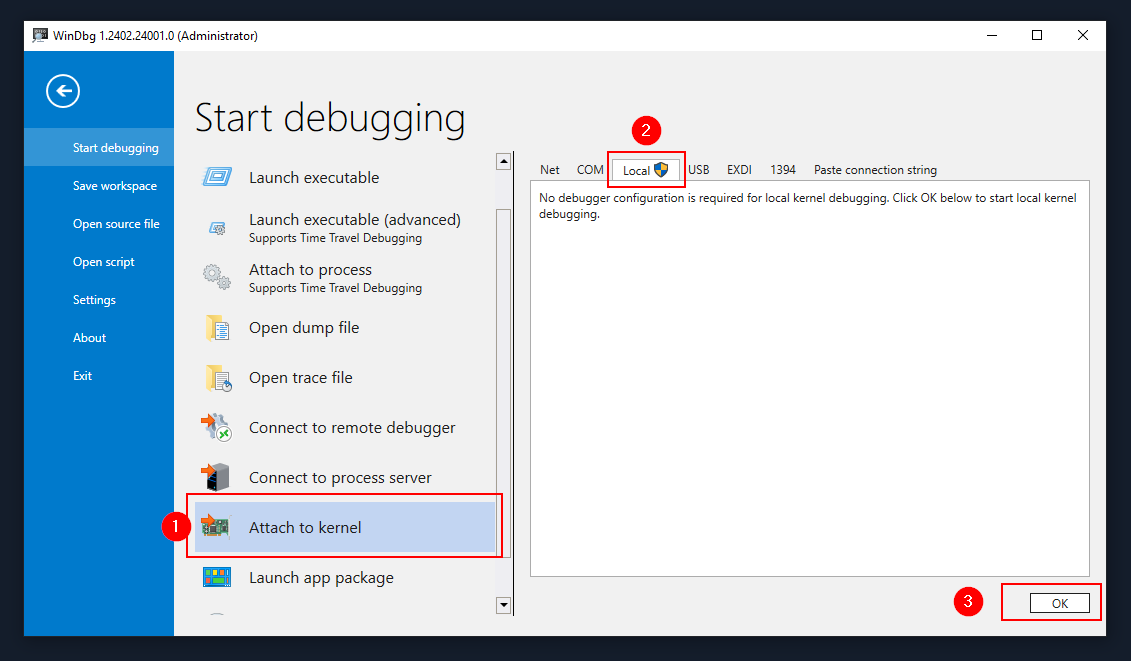 WinDbg 1.2402.24001.0 (Administrator)
Start debugging
Save workspace
Open source file
Open script
Settings
About
Exit
Start debugging
Launch executable
Launch executable (advanced)
Supports Time Travel Debugging
Attach to process
Supports Time Travel Debugging
Open dump file
Open trace file
Connect to remote debugger
Connect to process server
1
Attach to kernel
Launch app package
2
Net COM Local USB EXDI 1394 Paste connection string
No debugger configuration is required for local kernel debugging. Click OK below to start local kernel
debugging.
3
OK